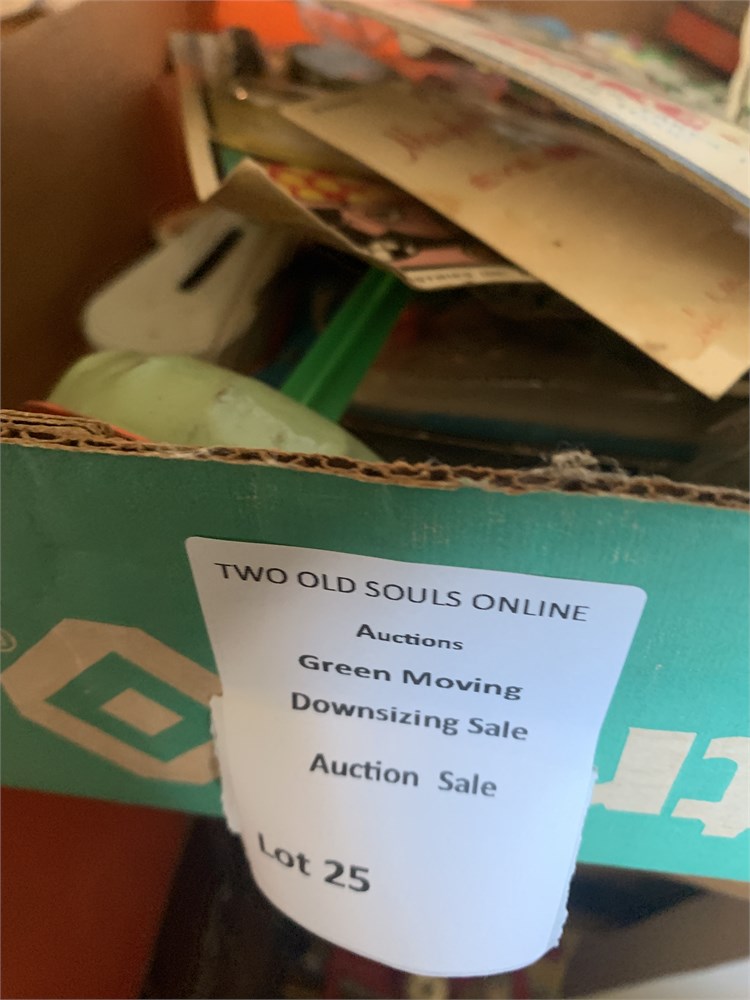 TWO OLD SOULS ONLINE
Auctions
Green Moving
Downsizing Sale
Auction Sale
Lot 25